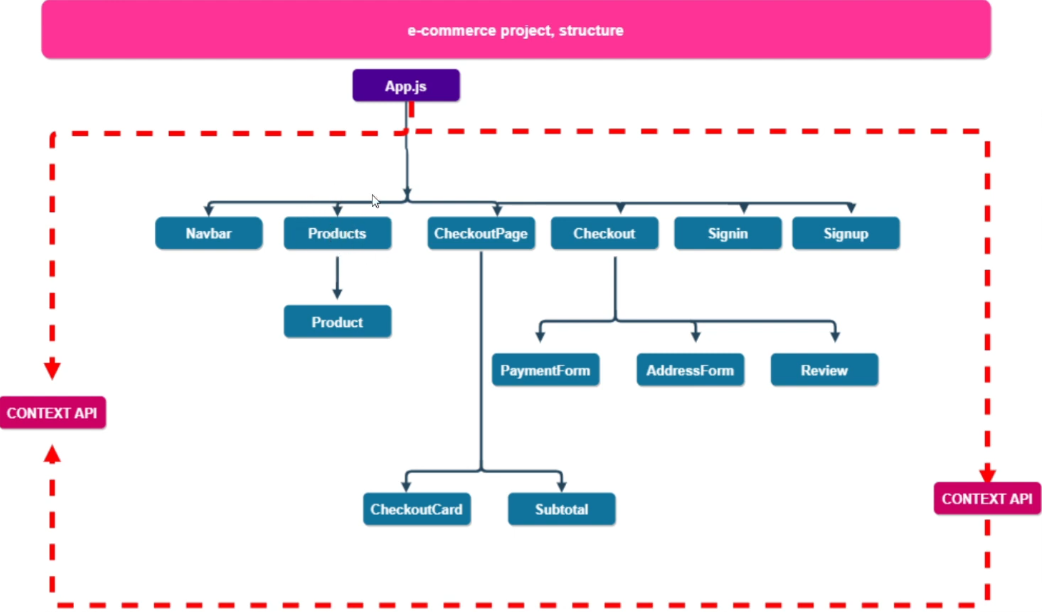 e-commerce project, structure
App.js
Navbar
Products
CheckoutPage
Checkout
Signin
Signup
Product
PaymentForm
AddressForm
Review
CONTEXT API
CheckoutCard
Subtotal
CONTEXT API